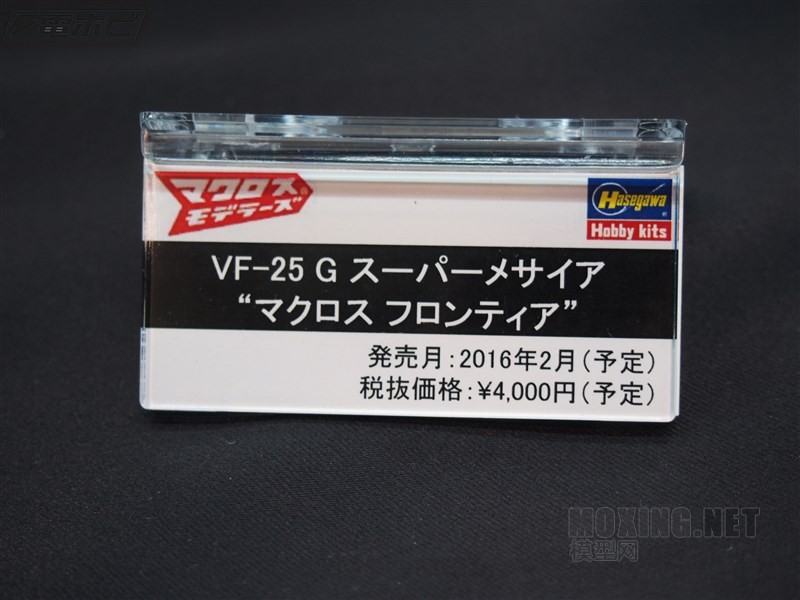 電ホビ
マクロス
モデラーズ
Hasegawa
Hobby kits
VF-25 G スーパーメサイア
“マクロス フロンティア”
発売月:2016年2月(予定)
税抜価格:¥4,000円(予定)
MOXING.NET
模型网